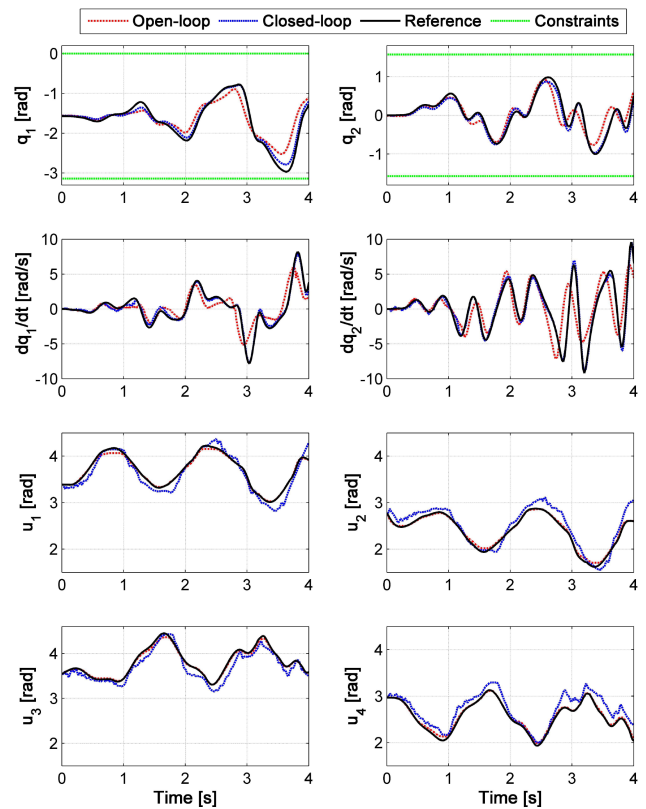 Open-loop Closed-loop Reference Constraints
0
-1
-2
-3
q1 [rad]
0 1 2 3 4
1
0
-1
q2 [rad]
0 1 2 3 4
10
5
0
-5
-10
dq1/dt [rad/s]
0 1 2 3 4
10
5
0
-5
-10
dq2/dt [rad/s]
0 1 2 3 4
4
3
2
u1 [rad]
0 1 2 3 4
4
3
2
u2 [rad]
0 1 2 3 4
4
3
2
u3 [rad]
0 1 2 3 4
Time [s]
4
3
2
u4 [rad]
0 1 2 3 4
Time [s]